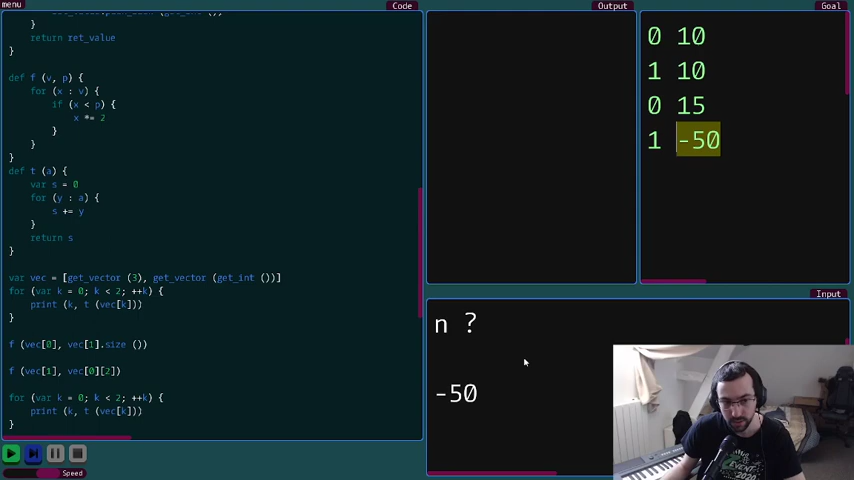 menu
Code
Output
Goal
}
return ret_value
}
def f (v, p) {
for (x : v) {
if (x < p) {
x *= 2
}
}
}
def t (a) {
var s = 0
for (y : a) {
s += y
}
return s
}
var vec = [get_vector (3), get_vector (get_int ())]
for (var k = 0; k < 2; ++k) {
print (k, t (vec[k]))
}
f (vec[0], vec[1].size ())
f (vec[1], vec[0][2])
for (var k = 0; k < 2; ++k) {
print (k, t (vec[k]))
}
Speed
0 10
1 10
0 15
1 -50
Input
n ?
-50